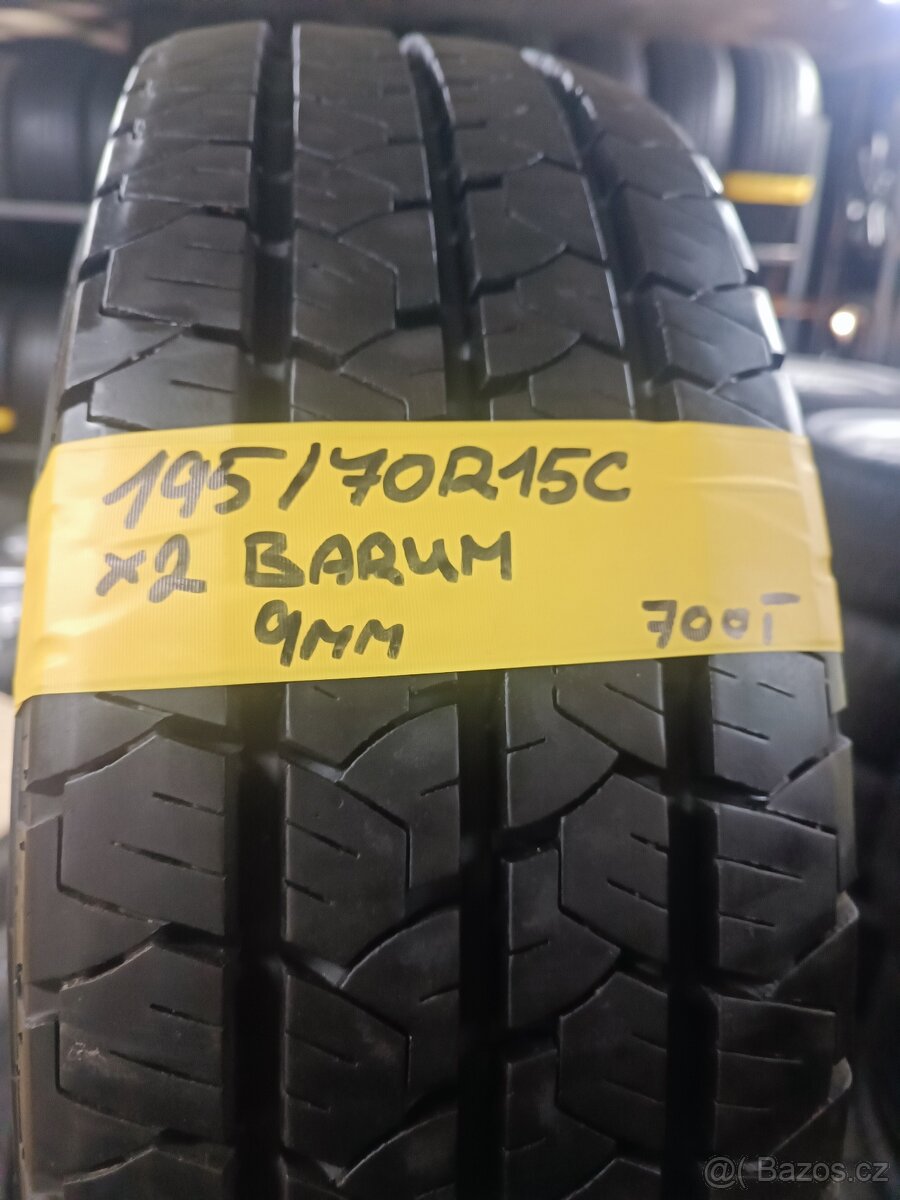 195/70R15C
x2 BARUM
9MM 700T
@( Bazos.cz